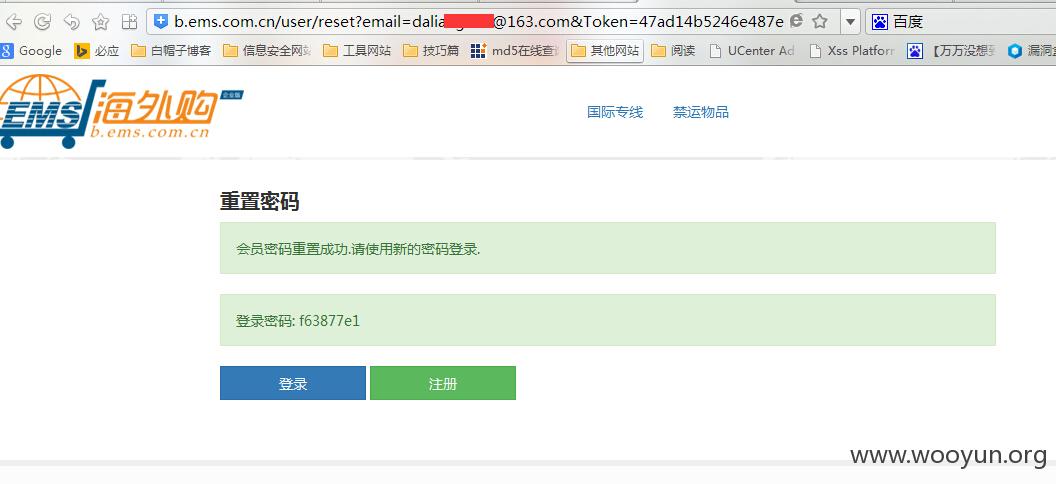 b.ems.com.cn/user/reset?email=dalia @163.com&Token=47ad14b5246e487e 百度
Google 必应 白帽子博客 信息安全网站 工具网站 技巧篇 md5在线查 其他网站 阅读 UCenter Ad Xss Platforn 【万万没想到 漏洞盒
EMS 海外购 企业版
b.ems.com.cn
国际专线 禁运物品
重置密码
会员密码重置成功,请使用新的密码登录.
登录密码: f63877e1
登录 注册
www.wooyun.org